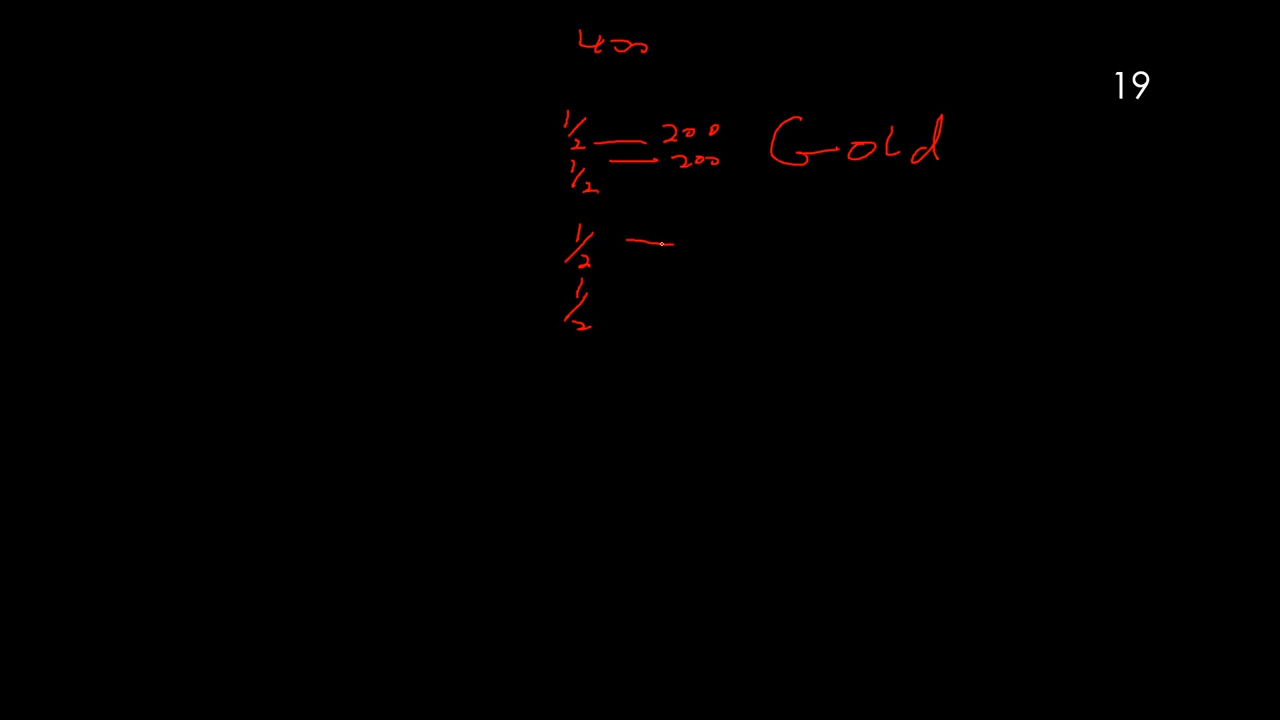 400
19
1/2 — 200 Gold
1/2 — 200
1/2 —
1/2